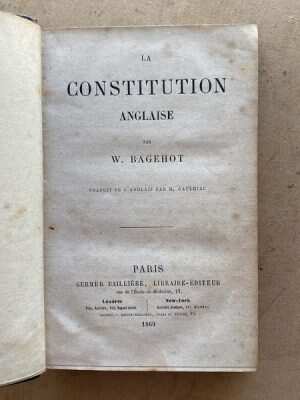 LA
CONSTITUTION
ANGLAISE
PAR
W. BAGEHOT
TRADUIT DE L'ANGLAIS PAR M. GAULHIAC
PARIS
GERMER BAILLIÈRE, LIBRAIRE-ÉDITEUR
rue de l'École-de-Médecine, 17.
Londres New-York
1869